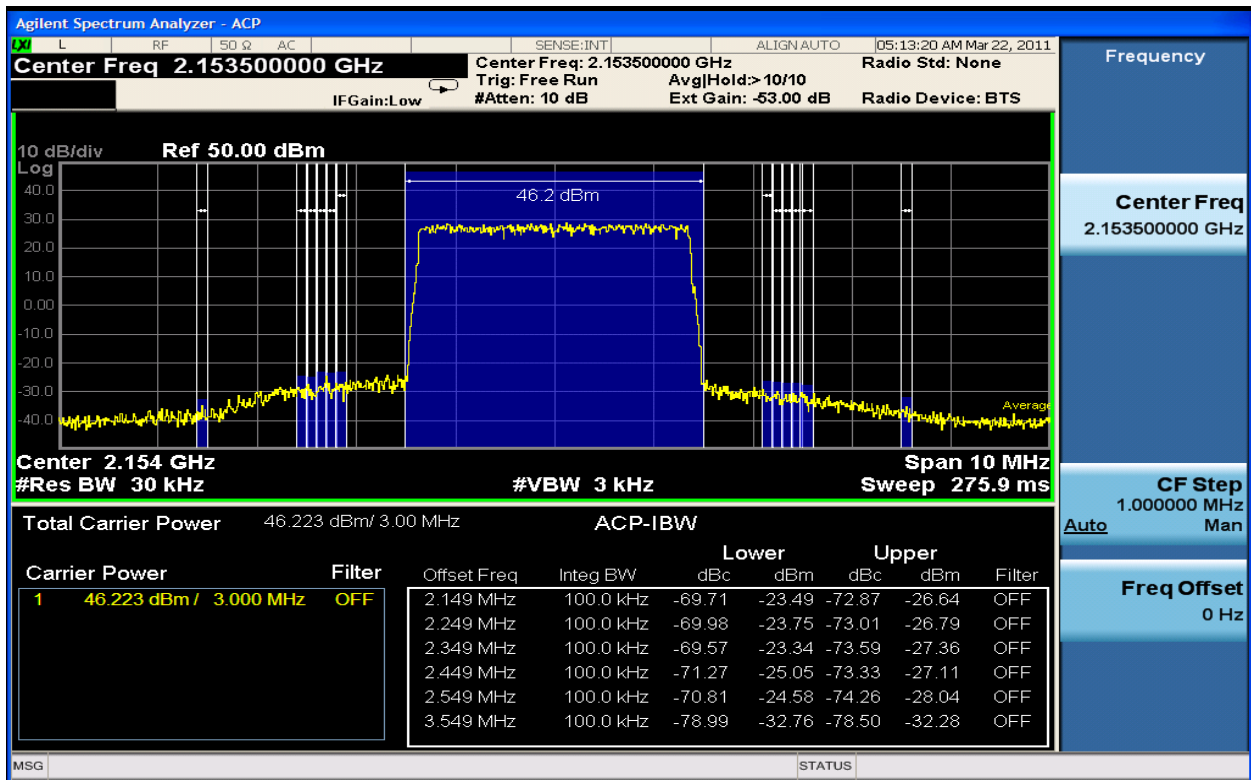 Agilent Spectrum Analyzer - ACP
LXI L RF 50 Ω AC SENSE:INT ALIGN AUTO 05:13:20 AM Mar 22, 2011
Center Freq 2.153500000 GHz
Center Freq: 2.153500000 GHz Radio Std: None
Trig: Free Run Avg|Hold:> 10/10
IFGain:Low #Atten: 10 dB Ext Gain: -53.00 dB Radio Device: BTS
10 dB/div Ref 50.00 dBm
Log
40.0
30.0
20.0
10.0
0.00
-10.0
-20.0
-30.0
-40.0
46.2 dBm
Average
Center 2.154 GHz Span 10 MHz
#Res BW 30 kHz #VBW 3 kHz Sweep 275.9 ms
Total Carrier Power 46.223 dBm/ 3.00 MHz ACP-IBW
Lower Upper
Carrier Power Filter
1 46.223 dBm / 3.000 MHz OFF
Offset Freq Integ BW dBc dBm dBc dBm Filter
2.149 MHz 100.0 kHz -69.71 -23.49 -72.87 -26.64 OFF
2.249 MHz 100.0 kHz -69.98 -23.75 -73.01 -26.79 OFF
2.349 MHz 100.0 kHz -69.57 -23.34 -73.59 -27.36 OFF
2.449 MHz 100.0 kHz -71.27 -25.05 -73.33 -27.11 OFF
2.549 MHz 100.0 kHz -70.81 -24.58 -74.26 -28.04 OFF
3.549 MHz 100.0 kHz -78.99 -32.76 -78.50 -32.28 OFF
MSG STATUS
Frequency
Center Freq
2.153500000 GHz
CF Step
1.000000 MHz
Auto Man
Freq Offset
0 Hz